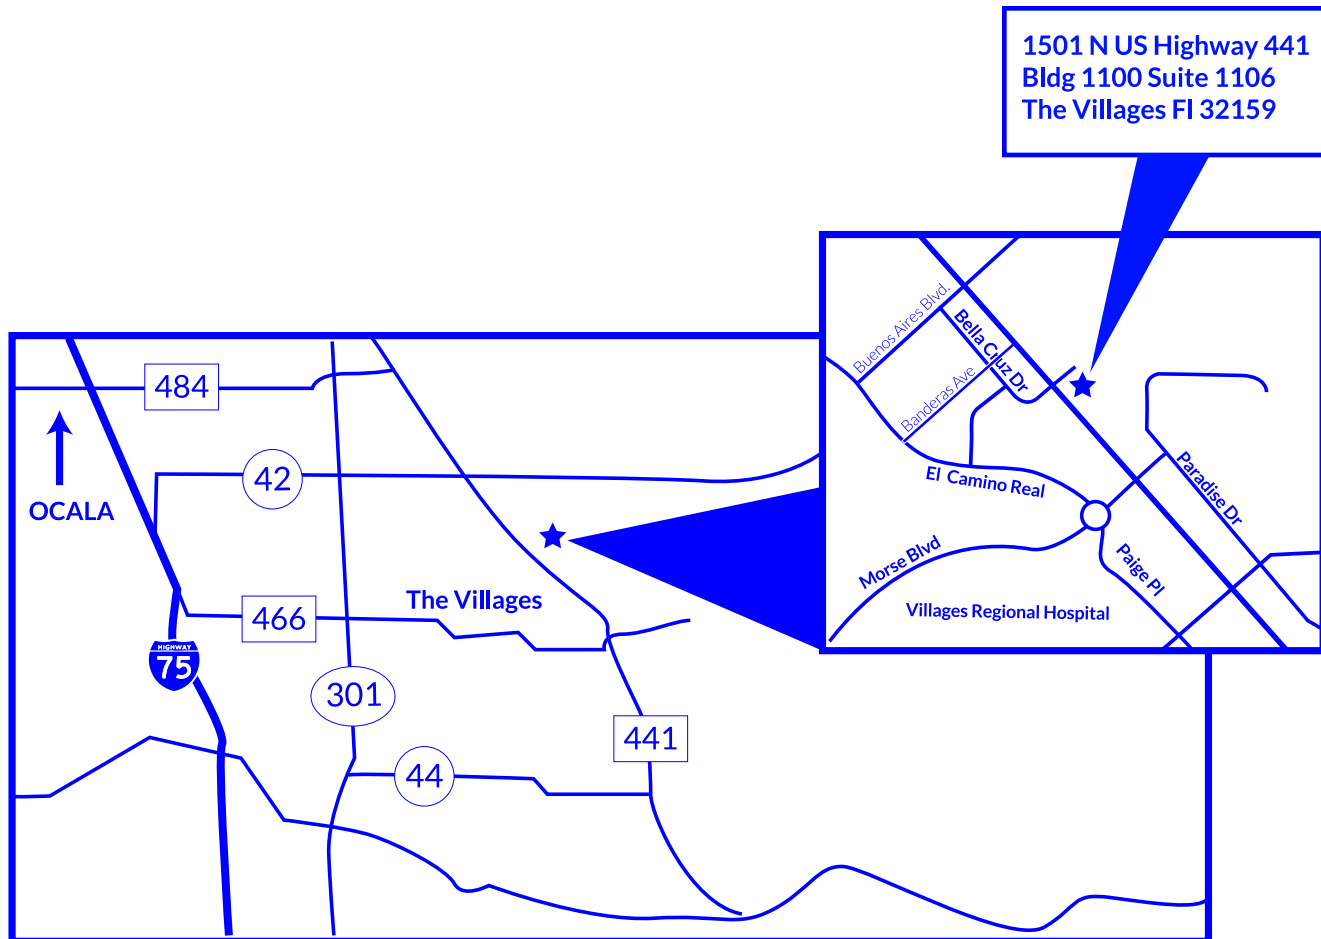 1501 N US Highway 441
Bldg 1100 Suite 1106
The Villages Fl 32159
Buenos Aires Blvd.
Bella Cruz Dr
Banderas Ave
El Camino Real
Paradise Dr
Morse Blvd
Paige Pl
Villages Regional Hospital
484
42
OCALA
The Villages
466
HIGHWAY
75
301
441
44